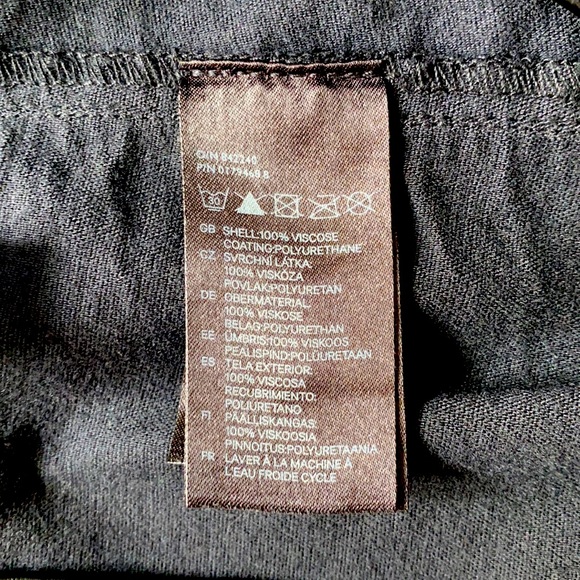 O/N 842240
P/N 0179468 8
30
GB SHELL:100% VISCOSE
COATING:POLYURETHANE
CZ SVRCHNÍ LÁTKA:
100% VISKÓZA
POVLAK:POLYURETAN
DE OBERMATERIAL:
100% VISKOSE
BELAG:POLYURETHAN
EE ÜMBRIS:100% VISKOOS
PEALISPIND:POLÜURETAAN
ES TELA EXTERIOR:
100% VISCOSA
RECUBRIMIENTO:
POLIURETANO
FI PÄÄLLISKANGAS:
100% VISKOOSIA
PINNOITUS:POLYURETAANIA
FR LAVER À LA MACHINE À
L'EAU FROIDE CYCLE